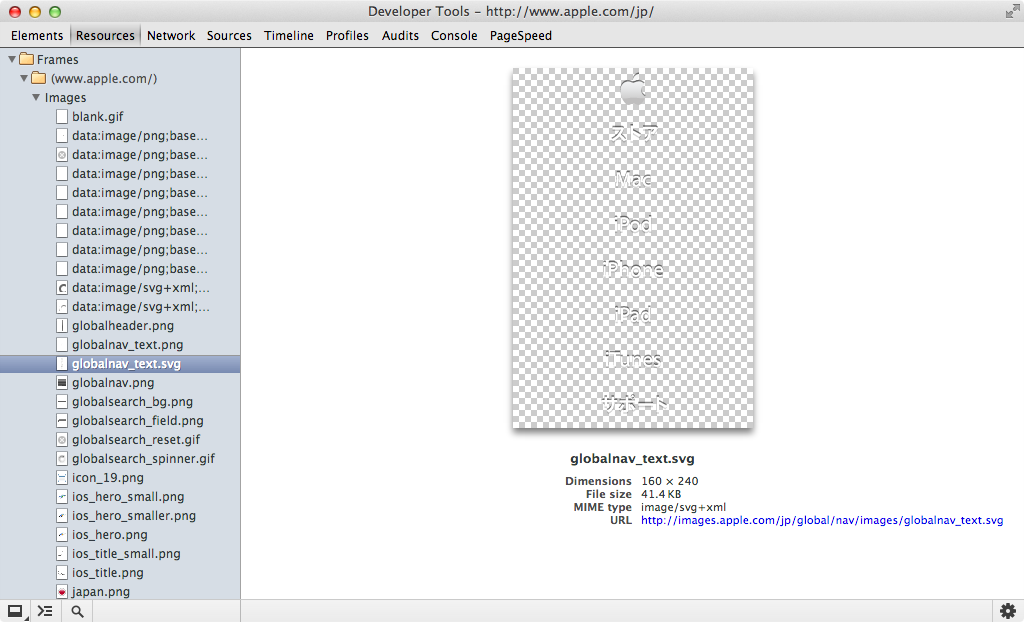 Developer Tools - http://www.apple.com/jp/
Elements Resources Network Sources Timeline Profiles Audits Console PageSpeed
Frames
(www.apple.com/)
Images
blank.gif
data:image/png;base...
data:image/png;base...
data:image/png;base...
data:image/png;base...
data:image/png;base...
data:image/png;base...
data:image/png;base...
data:image/png;base...
data:image/svg+xml;...
data:image/svg+xml;...
globalheader.png
globalnav_text.png
globalnav_text.svg
globalnav.png
globalsearch_bg.png
globalsearch_field.png
globalsearch_reset.gif
globalsearch_spinner.gif
icon_19.png
ios_hero_small.png
ios_hero_smaller.png
ios_hero.png
ios_title_small.png
ios_title.png
japan.png
ストア
Mac
iPod
iPhone
iPad
iTunes
サポート
globalnav_text.svg
Dimensions 160 × 240
File size 41.4 KB
MIME type image/svg+xml
URL http://images.apple.com/jp/global/nav/images/globalnav_text.svg